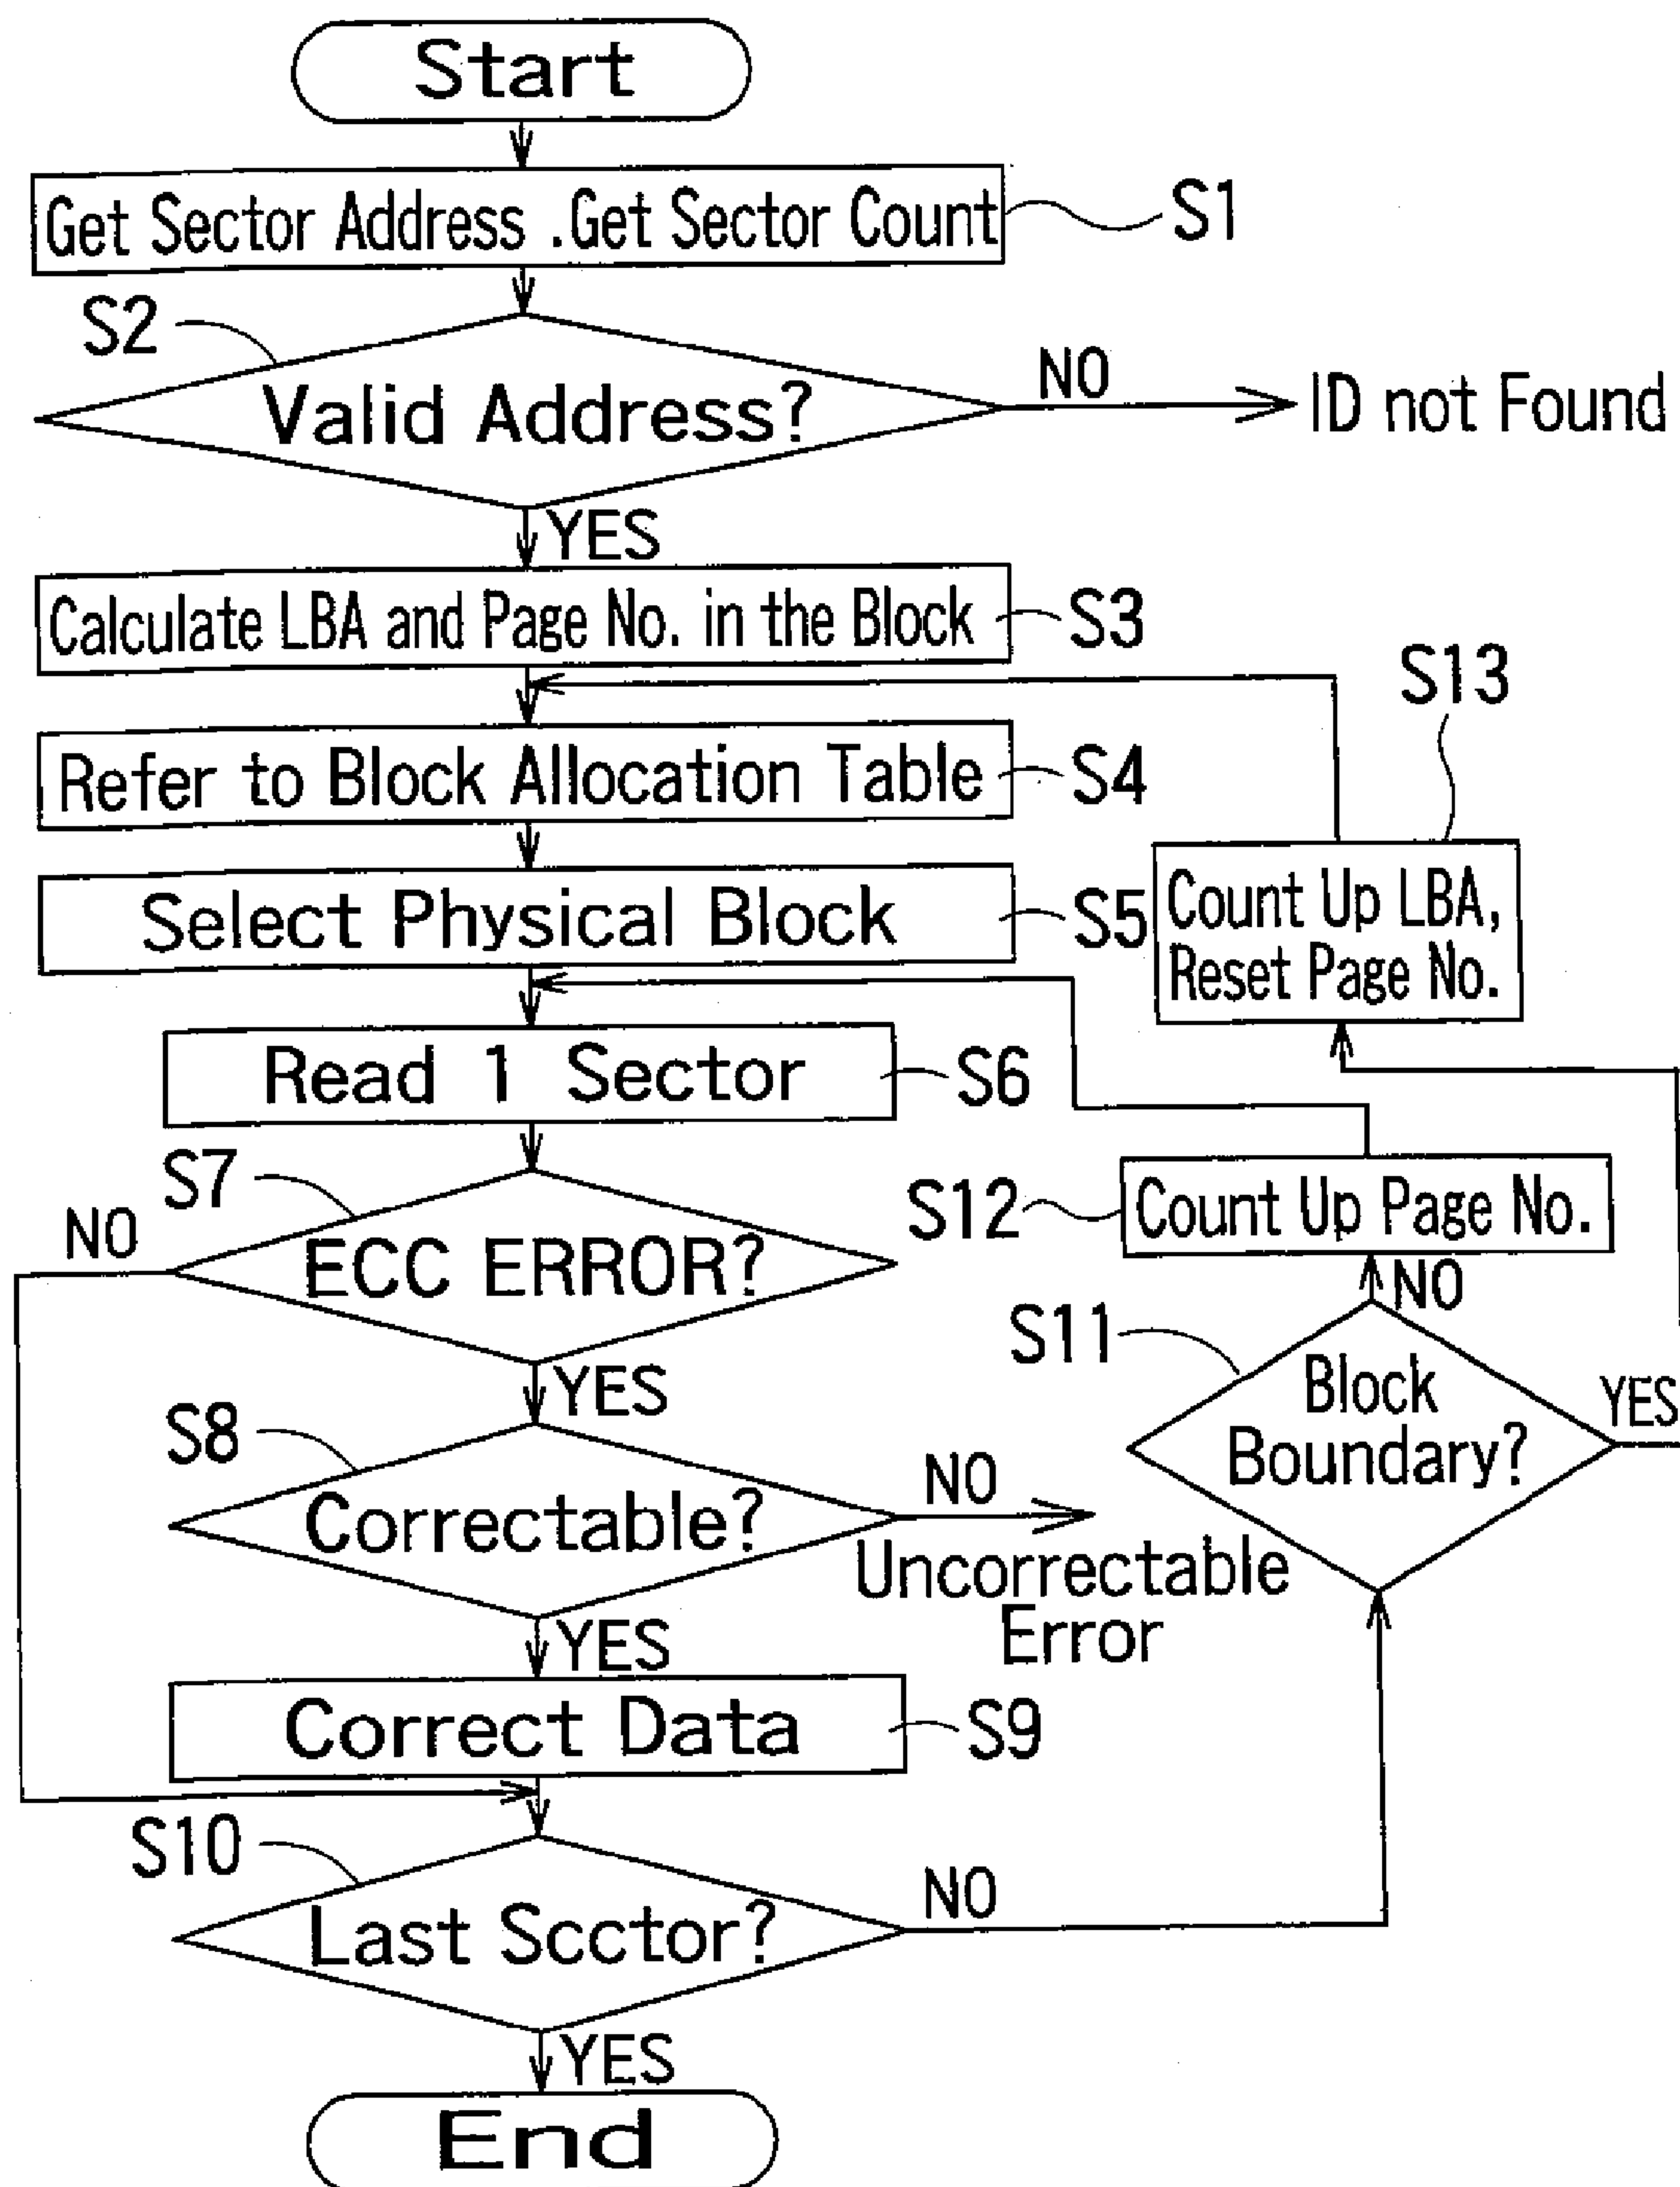 Start
Get Sector Address .Get Sector Count
S1
S2
Valid Address?
NO
ID not Found
YES
Calculate LBA and Page No. in the Block
S3
S13
Refer to Block Allocation Table
S4
Select Physical Block
S5
Count Up LBA,
Reset Page No.
Read 1 Sector
S6
S7
NO
ECC ERROR?
S12
Count Up Page No.
NO
S11
Block
Boundary?
YES
YES
S8
Correctable?
NO
Uncorrectable
Error
YES
Correct Data
S9
S10
Last Scctor?
NO
YES
End